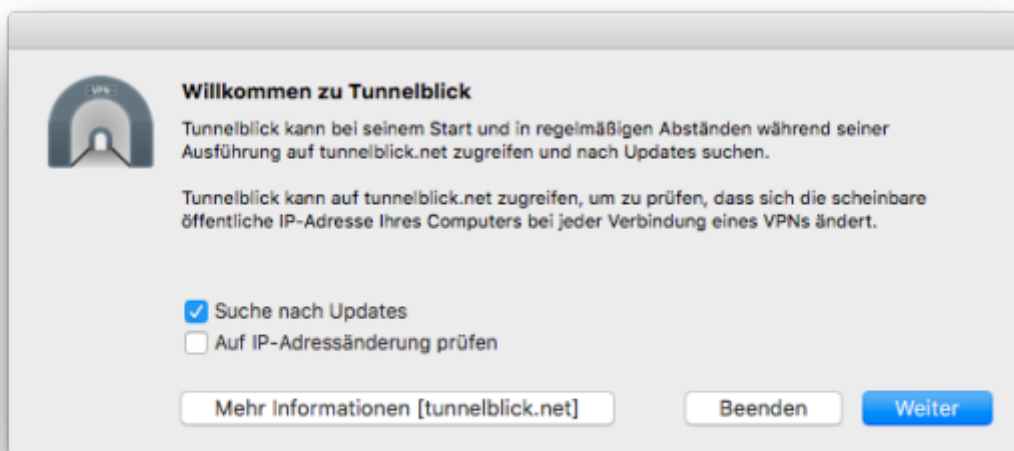 VPN
Willkommen zu Tunnelblick
Tunnelblick kann bei seinem Start und in regelmäßigen Abständen während seiner
Ausführung auf tunnelblick.net zugreifen und nach Updates suchen.
Tunnelblick kann auf tunnelblick.net zugreifen, um zu prüfen, dass sich die scheinbare
öffentliche IP-Adresse Ihres Computers bei jeder Verbindung eines VPNs ändert.
Suche nach Updates
Auf IP-Adressänderung prüfen
Mehr Informationen [tunnelblick.net]
Beenden
Weiter